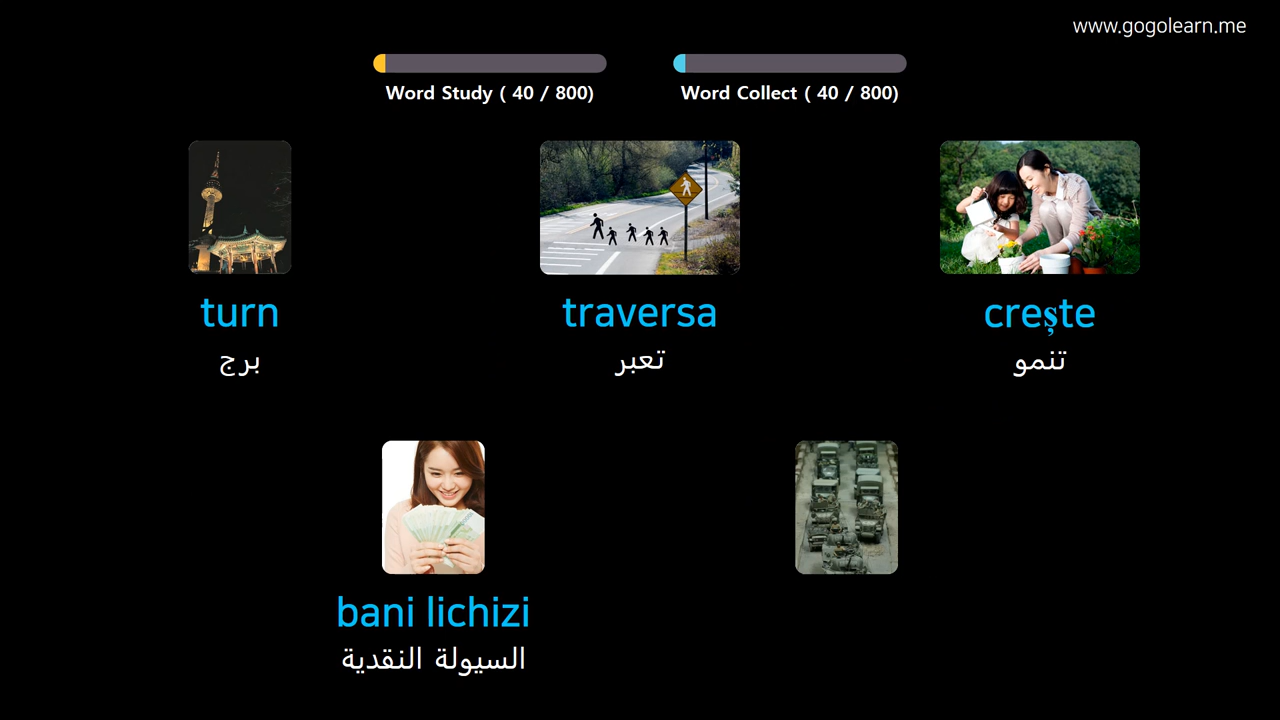 www.gogolearn.me
Word Study ( 40 / 800)
Word Collect ( 40 / 800)
turn
برج
traversa
تعبر
crește
تنمو
bani lichizi
السيولة النقدية